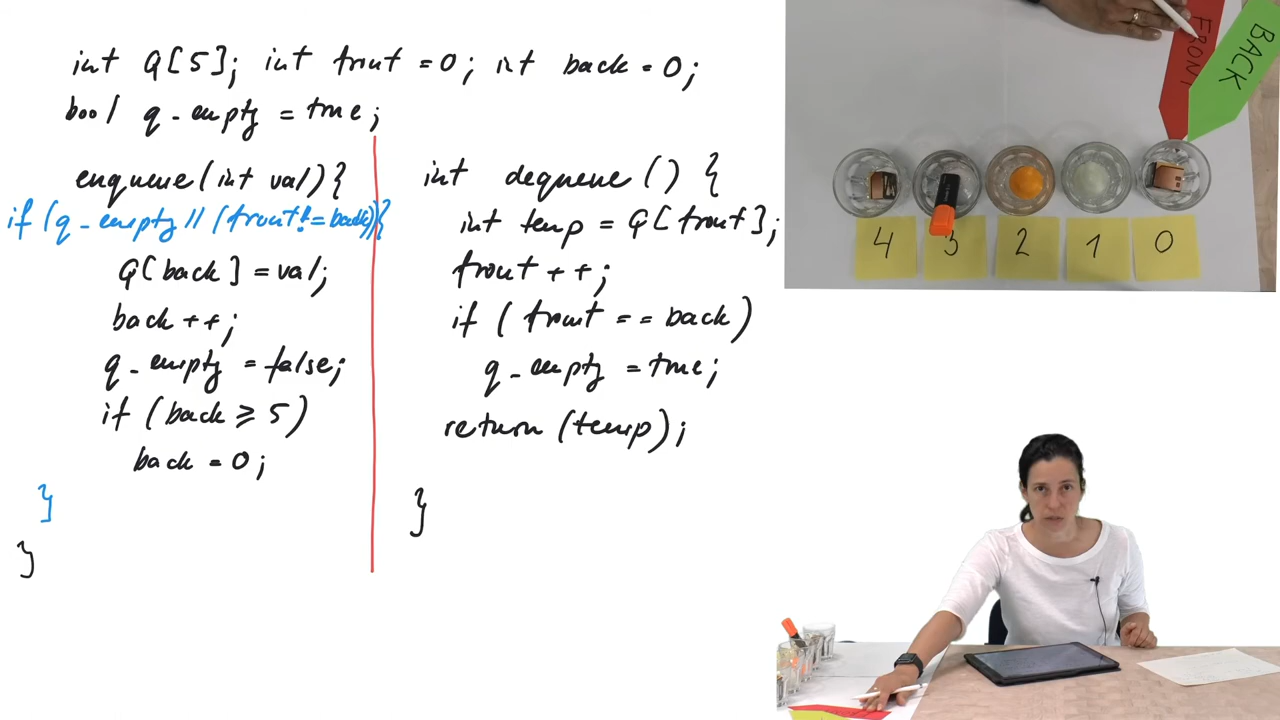 int Q[5]; int front = 0; int back = 0;
bool q_empty = true;
enqueue(int val){
if (q_empty || (front != back)){
Q[back] = val;
back++;
q_empty = false;
if (back ≥ 5)
back = 0;
}
}
int dequeue () {
int temp = Q[front];
front++;
if (front == back)
q_empty = true;
return (temp);
}
FRONT
BACK
4 3 2 1 0